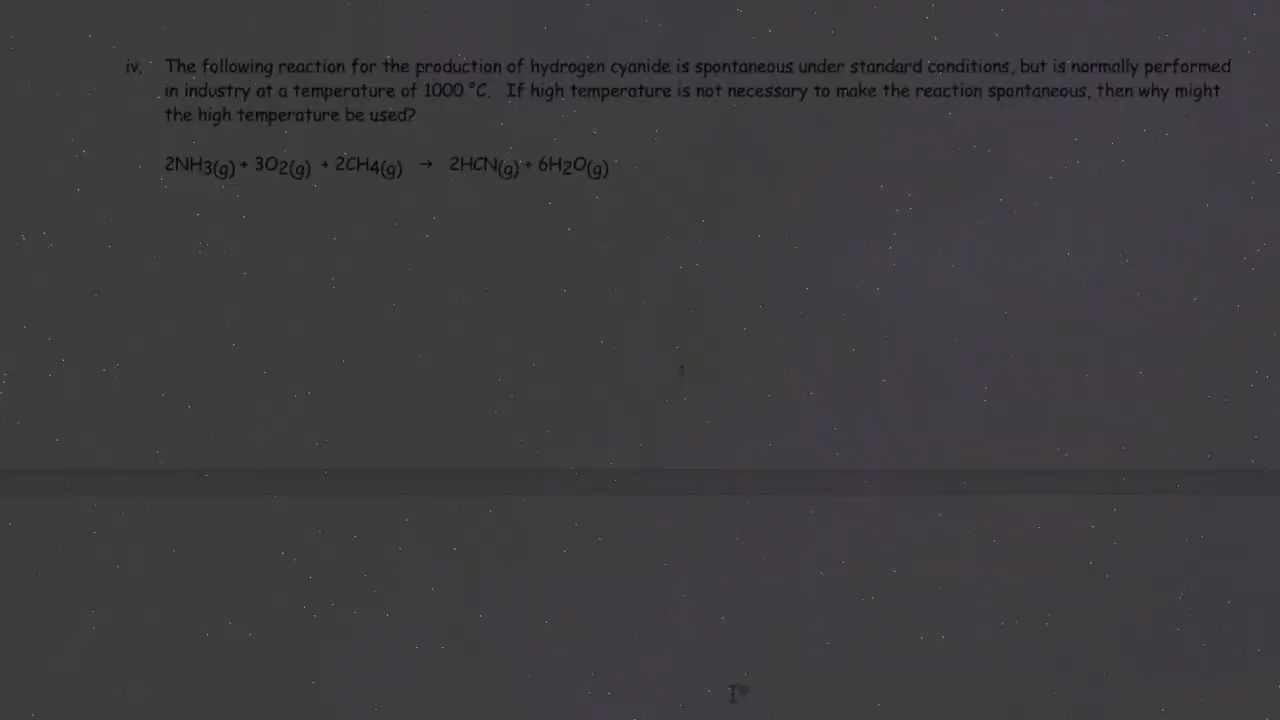 iv. The following reaction for the production of hydrogen cyanide is spontaneous under standard conditions, but is normally performed
in industry at a temperature of 1000 °C. If high temperature is not necessary to make the reaction spontaneous, then why might
the high temperature be used?
2NH3(g) + 3O2(g) + 2CH4(g) → 2HCN(g) + 6H2O(g)